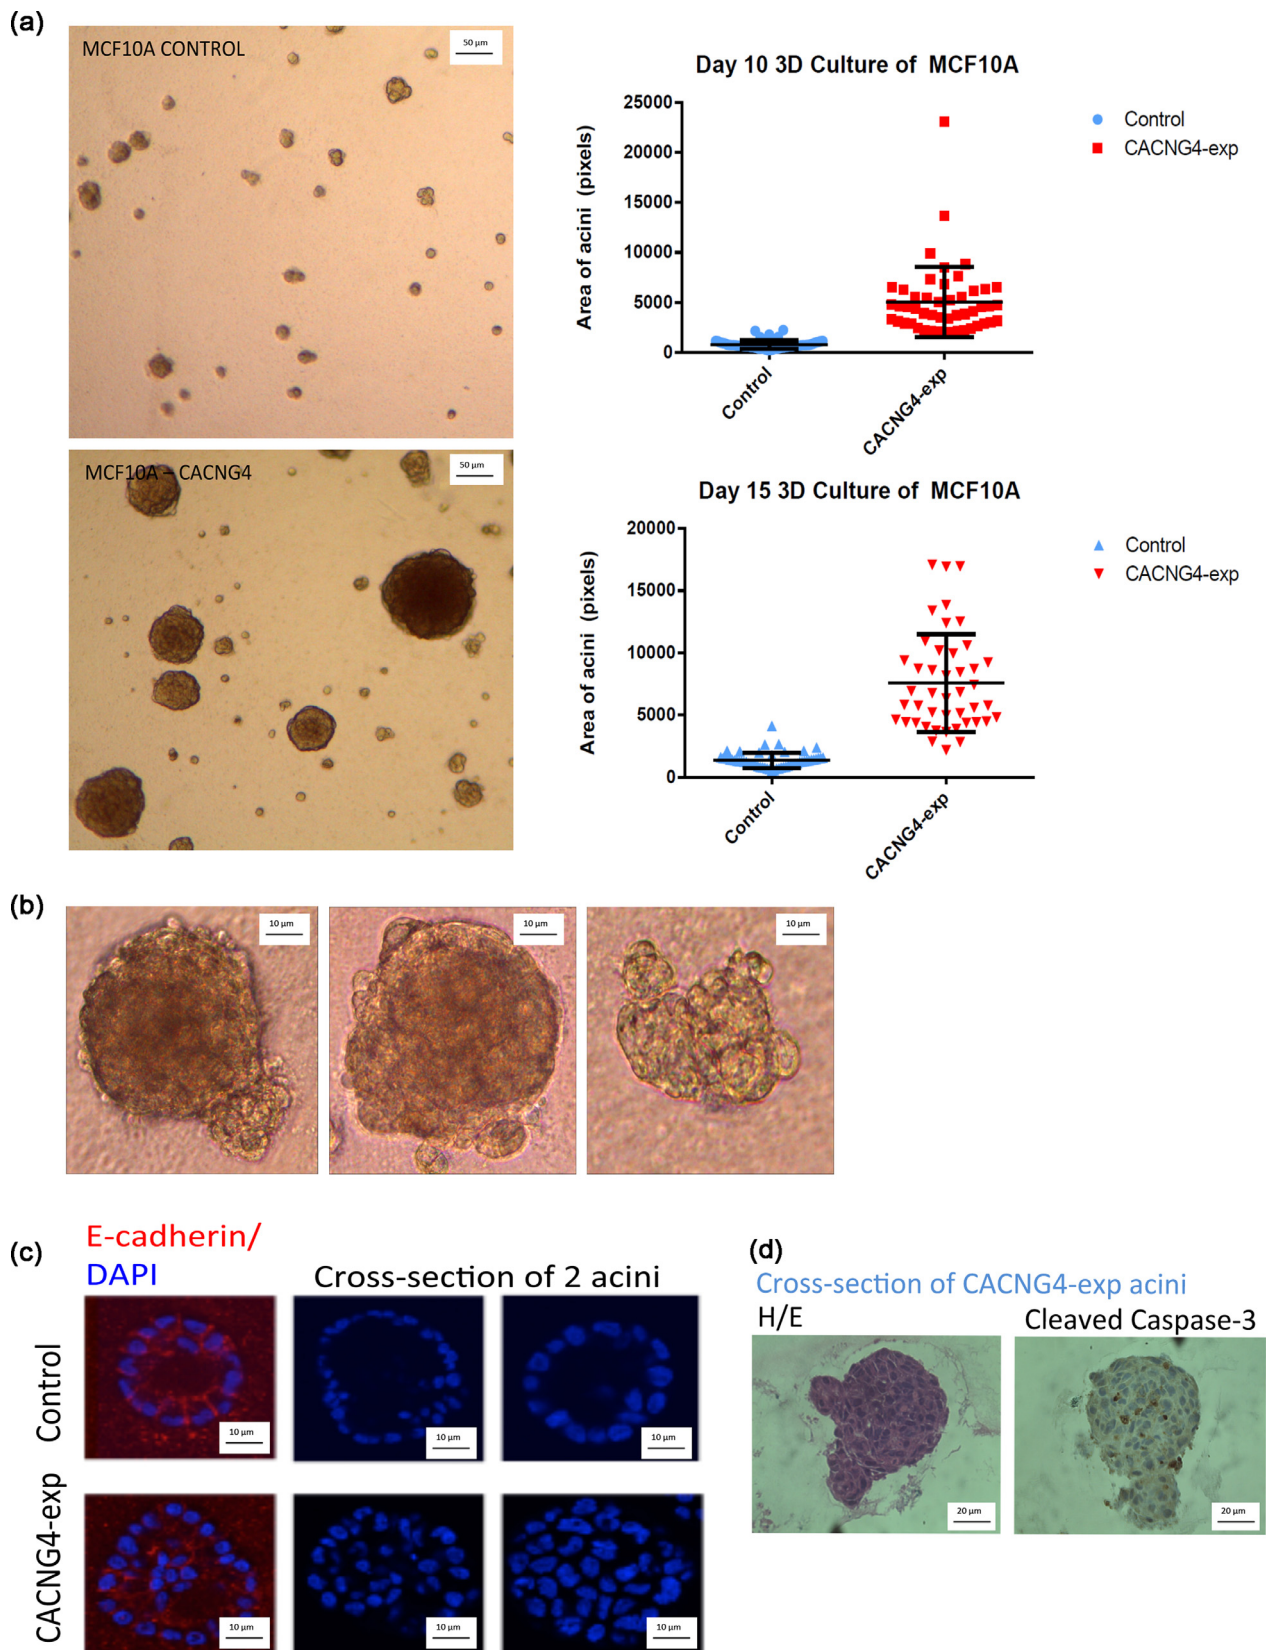 (a)
MCF10A CONTROL
50 µm
Day 10 3D Culture of MCF10A
Area of acini (pixels)
25000
20000
15000
10000
5000
0
Control
CACNG4-exp
Control
CACNG4-exp
MCF10A – CACNG4
50 µm
Day 15 3D Culture of MCF10A
Area of acini (pixels)
20000
15000
10000
5000
0
Control
CACNG4-exp
Control
CACNG4-exp
(b)
10 µm
10 µm
10 µm
(c)
E-cadherin/
DAPI
Cross-section of 2 acini
Control
10 µm
10 µm
10 µm
CACNG4-exp
10 µm
10 µm
10 µm
(d)
Cross-section of CACNG4-exp acini
H/E
Cleaved Caspase-3
20 µm
20 µm